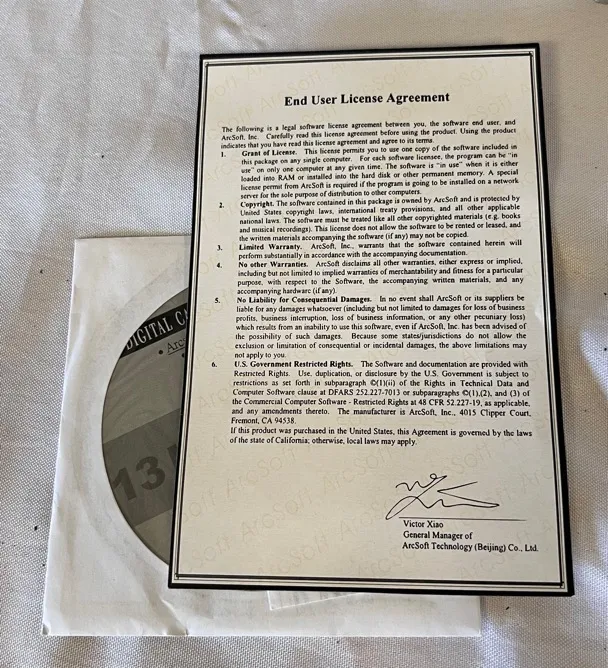 End User License Agreement
The following is a legal software license agreement between you, the software end user, and
ArcSoft, Inc. Carefully read this license agreement before using the product. Using the product
indicates that you have read this license agreement and agree to its terms.
1. Grant of License. This license permits you to use one copy of the software included in
this package on any single computer. For each software licensee, the program can be "in
use" on only one computer at any given time. The software is "in use" when it is either
loaded into RAM or installed into the hard disk or other permanent memory. A special
license permit from ArcSoft is required if the program is going to be installed on a network
server for the sole purpose of distribution to other computers.
2. Copyright. The software contained in this package is owned by ArcSoft and is protected by
United States copyright laws, international treaty provisions, and all other applicable
national laws. The software must be treated like all other copyrighted materials (e.g. books
and musical recordings). This license does not allow the software to be rented or leased, and
the written materials accompanying the software (if any) may not be copied.
3. Limited Warranty. ArcSoft, Inc., warrants that the software contained herein will
perform substantially in accordance with the accompanying documentation.
4. No other Warranties. ArcSoft disclaims all other warranties, either express or implied,
including but not limited to implied warranties of merchantability and fitness for a particular
purpose, with respect to the Software, the accompanying written materials, and any
accompanying hardware (if any).
5. No Liability for Consequential Damages. In no event shall ArcSoft or its suppliers be
liable for any damages whatsoever (including but not limited to damages for loss of business
profits, business interruption, loss of business information, or any other pecuniary loss)
which results from an inability to use this software, even if ArcSoft, Inc. has been advised of
the possibility of such damages. Because some states/jurisdictions do not allow the
exclusion or limitation of consequential or incidental damages, the above limitations may
not apply to you.
6. U.S. Government Restricted Rights. The Software and documentation are provided with
Restricted Rights. Use, duplication, or disclosure by the U.S. Government is subject to
restrictions as set forth in subparagraph ©(1)(ii) of the Rights in Technical Data and
Computer Software clause at DFARS 252.227-7013 or subparagraphs ©(1),(2), and (3) of
the Commercial Computer Software - Restricted Rights at 48 CFR 52.227-19, as applicable,
and any amendments thereto. The manufacturer is ArcSoft, Inc., 4015 Clipper Court,
Fremont, CA 94538.
If this product was purchased in the United States, this Agreement is governed by the laws
of the state of California; otherwise, local laws may apply.
Victor Xiao
General Manager of
ArcSoft Technology (Beijing) Co., Ltd.
DIGITAL CA
• Arc
13